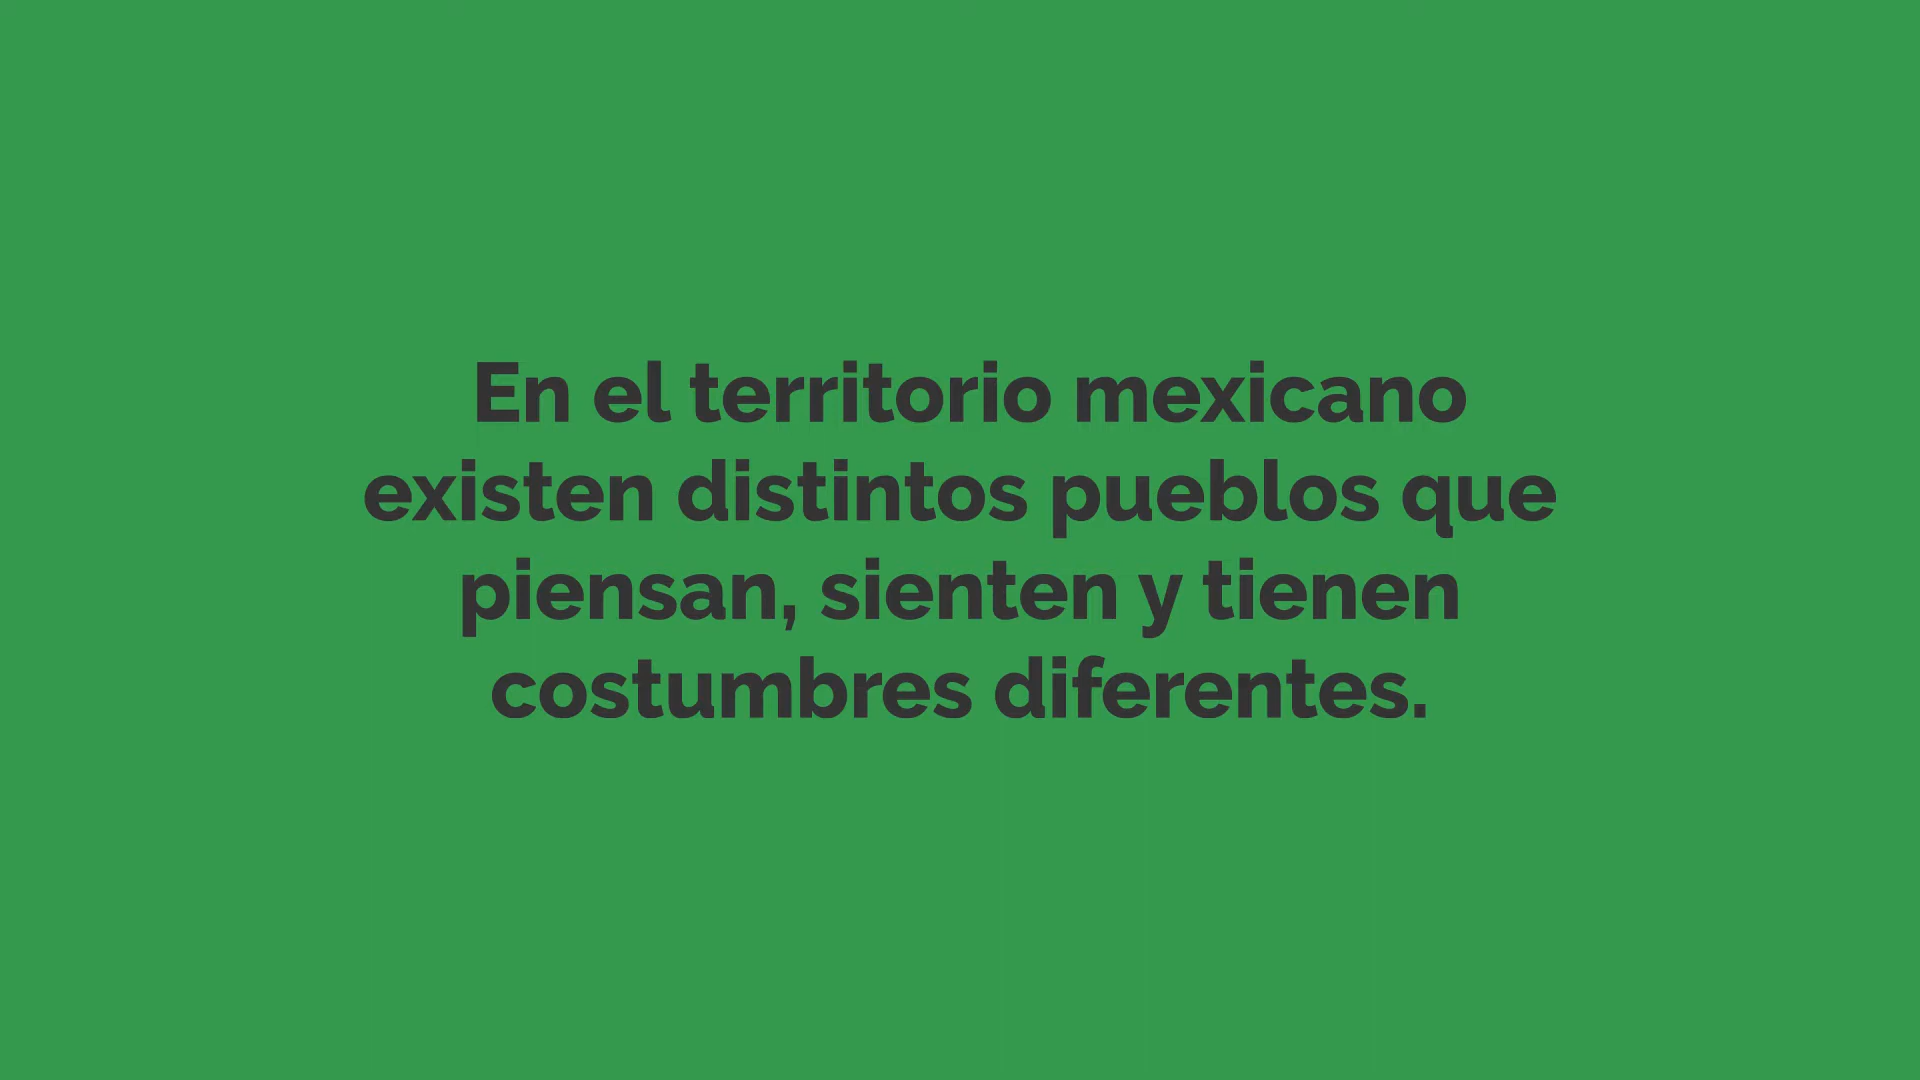 En el territorio mexicano
existen distintos pueblos que
piensan, sienten y tienen
costumbres diferentes.